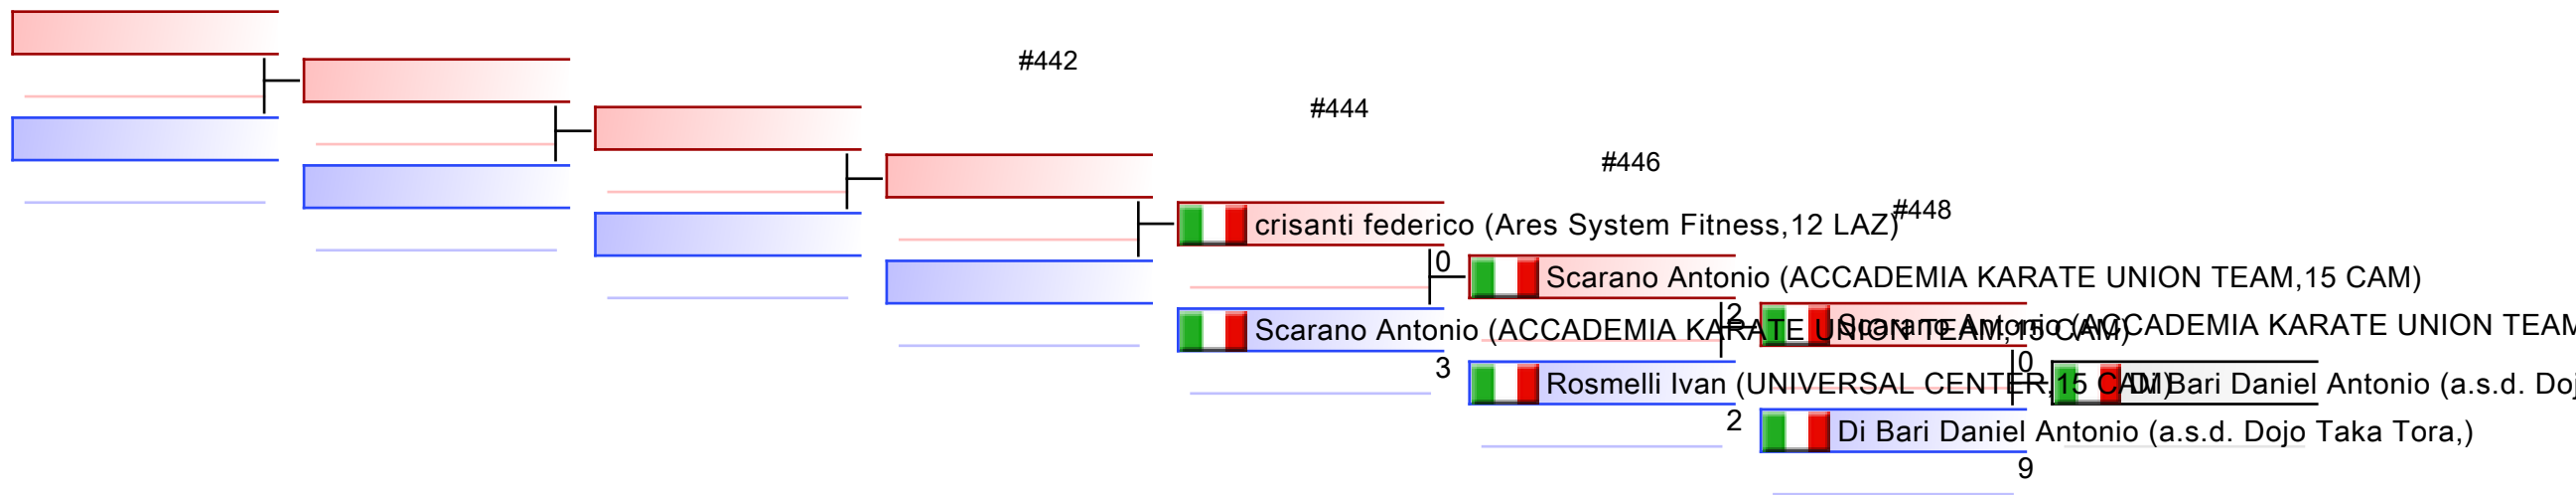 #442
#444
#446
#448
crisanti federico (Ares System Fitness,12 LAZ)
0
Scarano Antonio (ACCADEMIA KARATE UNION TEAM,15 CAM)
2
Scarano Antonio (ACCADEMIA KARATE UNION TEAM,15 CAM)
Scarano Antonio (ACCADEMIA KARATE UNION TEAM
3
0
Rosmelli Ivan (UNIVERSAL CENTER,15 CAM)
Di Bari Daniel Antonio (a.s.d. Doj
2
Di Bari Daniel Antonio (a.s.d. Dojo Taka Tora,)
9